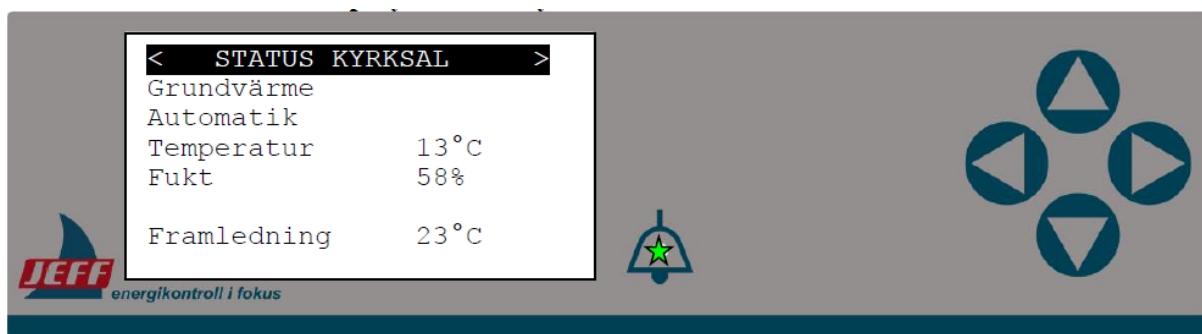 < STATUS KYRKSAL >
Grundvärme
Automatik
Temperatur 13°C
Fukt 58%
Framledning 23°C
JEFF
energikontroll i fokus